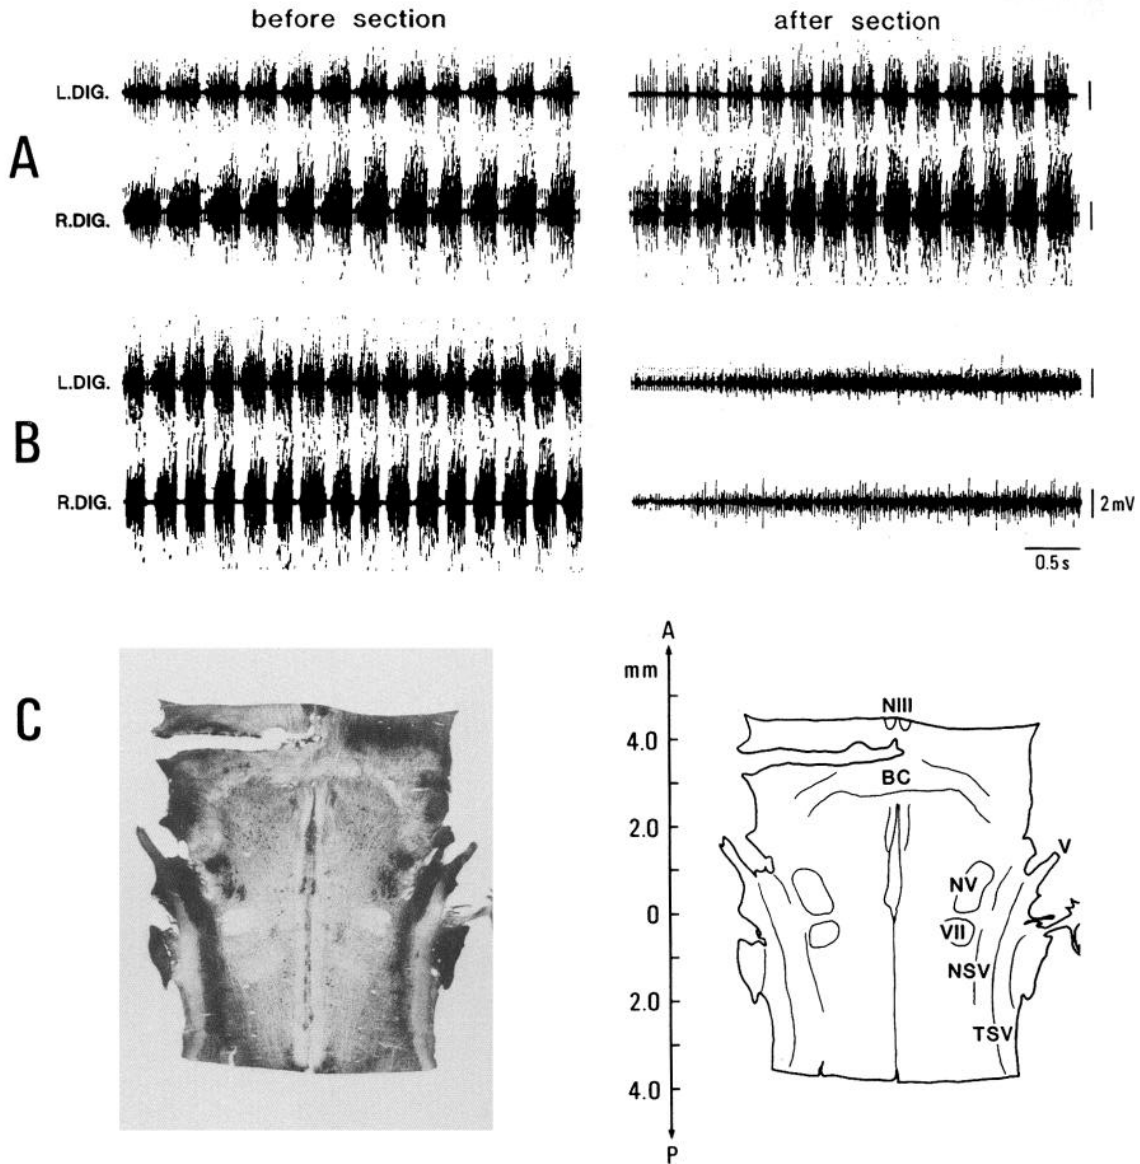 before section
after section
L.DIG.
A
R.DIG.
L.DIG.
B
R.DIG.
2 mV
0.5 s
C
A
mm
NIII
4.0
BC
2.0
V
NV
0
VII
NSV
2.0
TSV
4.0
P